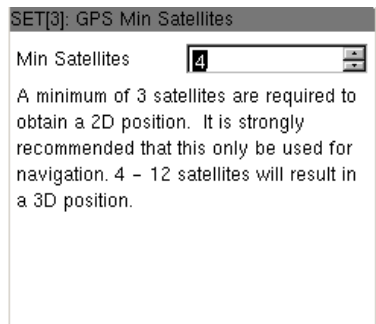 SET[3]: GPS Min Satellites
Min Satellites 4
A minimum of 3 satellites are required to
obtain a 2D position. It is strongly
recommended that this only be used for
navigation. 4 – 12 satellites will result in
a 3D position.